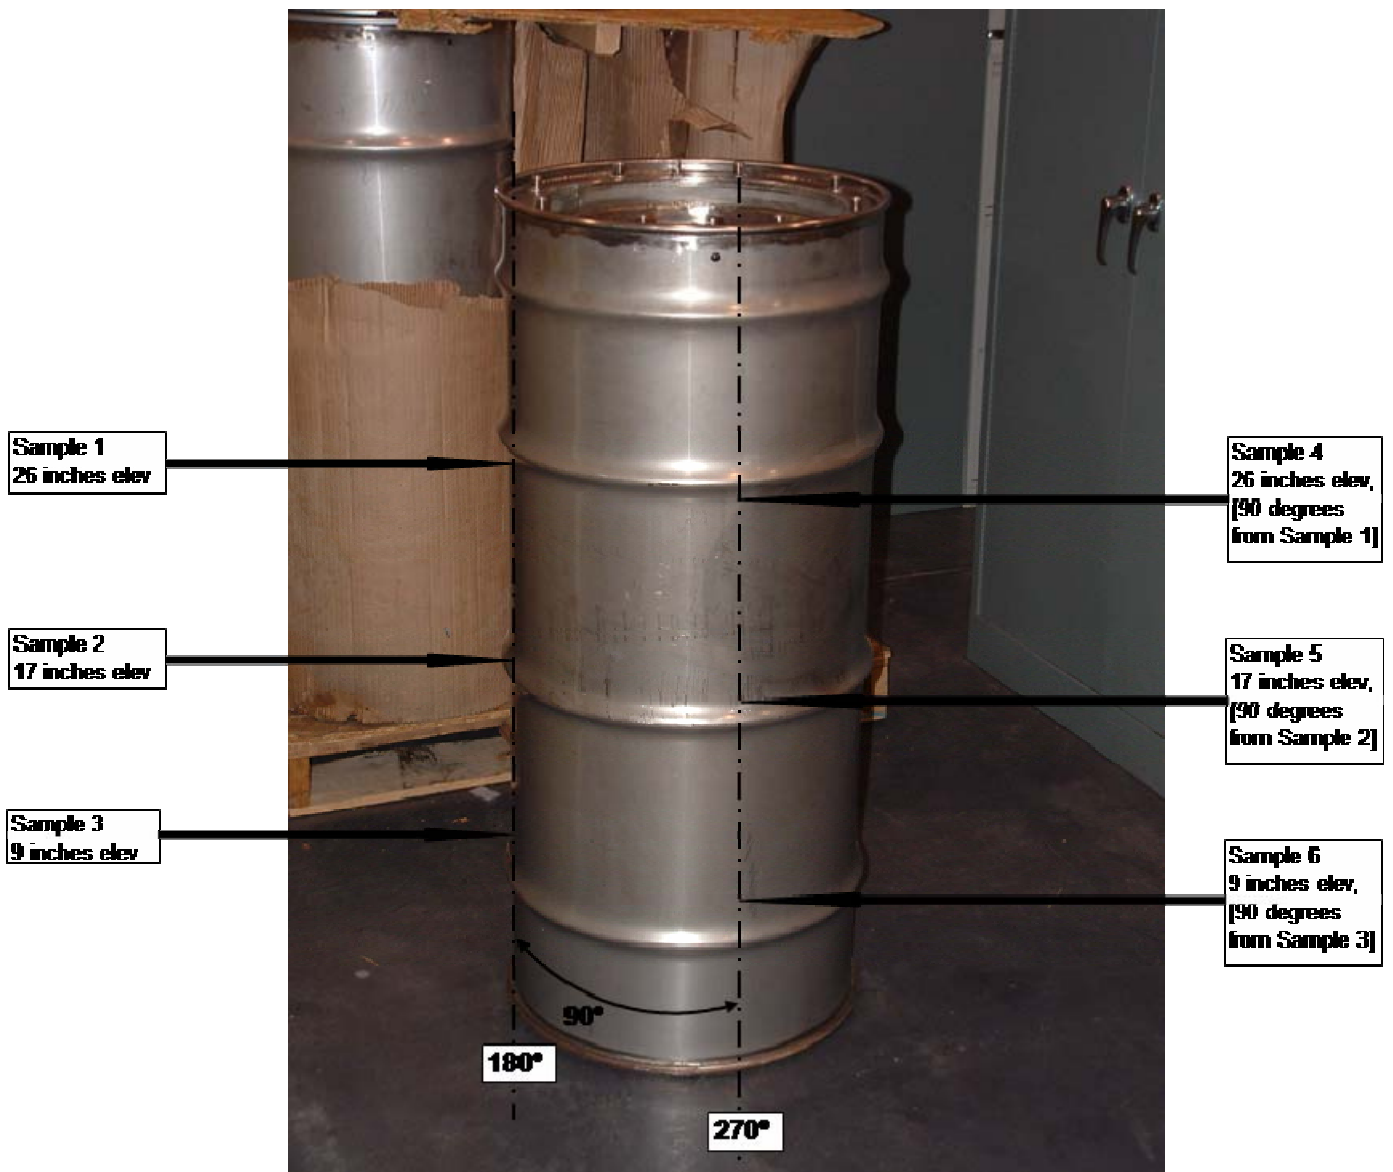 Sample 1
26 inches elev
Sample 2
17 inches elev
Sample 3
9 inches elev
Sample 4
26 inches elev,
[90 degrees
from Sample 1]
Sample 5
17 inches elev,
[90 degrees
from Sample 2]
Sample 6
9 inches elev,
[90 degrees
from Sample 3]
90°
180°
270°